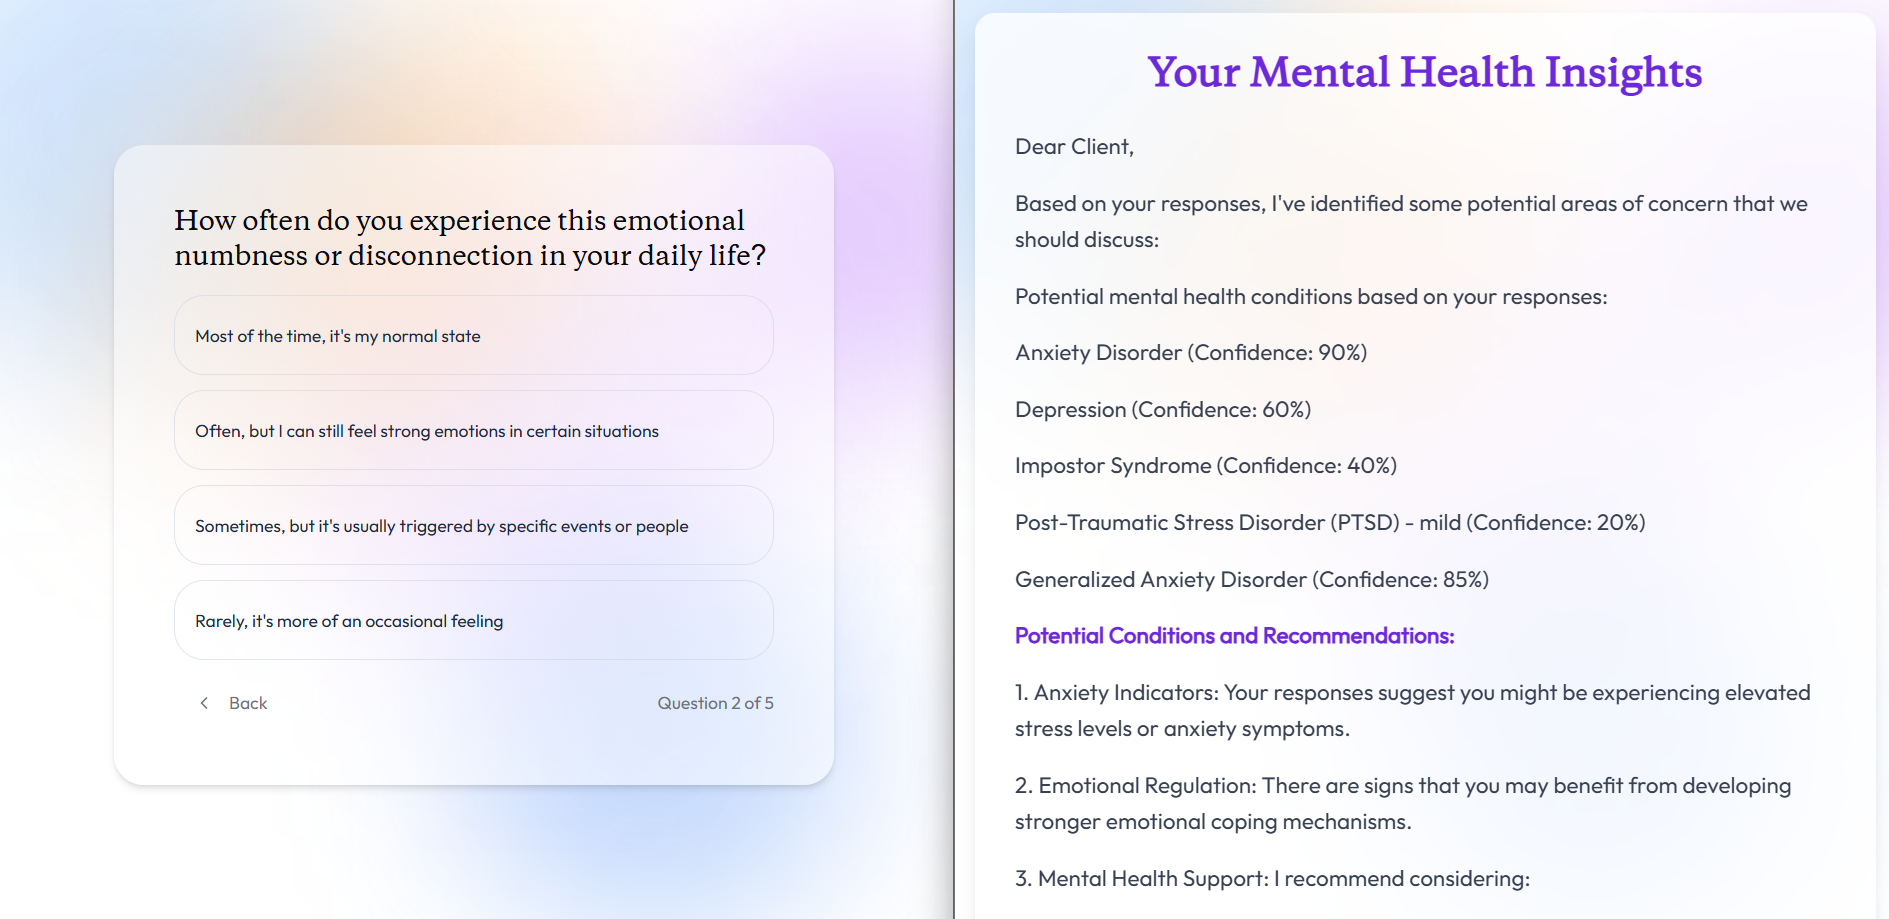 How often do you experience this emotional
numbness or disconnection in your daily life?
Most of the time, it's my normal state
Often, but I can still feel strong emotions in certain situations
Sometimes, but it's usually triggered by specific events or people
Rarely, it's more of an occasional feeling
Back
Question 2 of 5
Your Mental Health Insights
Dear Client,
Based on your responses, I've identified some potential areas of concern that we
should discuss:
Potential mental health conditions based on your responses:
Anxiety Disorder (Confidence: 90%)
Depression (Confidence: 60%)
Impostor Syndrome (Confidence: 40%)
Post-Traumatic Stress Disorder (PTSD) - mild (Confidence: 20%)
Generalized Anxiety Disorder (Confidence: 85%)
Potential Conditions and Recommendations:
1. Anxiety Indicators: Your responses suggest you might be experiencing elevated
stress levels or anxiety symptoms.
2. Emotional Regulation: There are signs that you may benefit from developing
stronger emotional coping mechanisms.
3. Mental Health Support: I recommend considering: